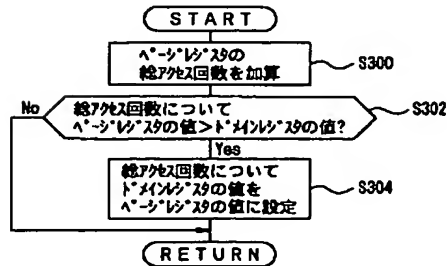 START
ﾍﾟｰｼﾞﾚｼﾞｽﾀの
総アクセス回数を加算
S300
No
総アクセス回数について
ﾍﾟｰｼﾞﾚｼﾞｽﾀの値>ﾄﾞﾒｲﾝﾚｼﾞｽﾀの値?
S302
Yes
総アクセス回数について
ﾄﾞﾒｲﾝﾚｼﾞｽﾀの値を
ﾍﾟｰｼﾞﾚｼﾞｽﾀの値に設定
S304
RETURN